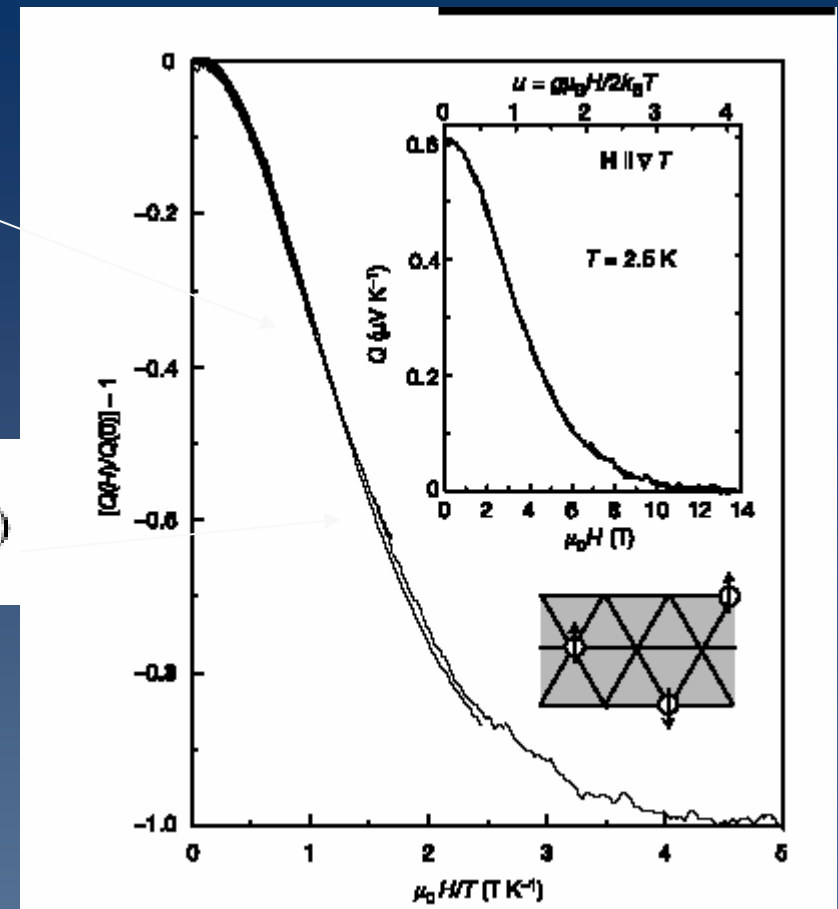 u = gμBH/2kBT
0 1 2 3 4
H ∥ ∇ T
T = 2.5 K
Q (μV K⁻¹)
0.6
0.4
0.2
0
0 2 4 6 8 10 12 14
μ0H (T)
[Q(H)/Q(0)] – 1
0
–0.2
–0.4
–0.6
–0.8
–1.0
0 1 2 3 4 5
μ0 H/T (T K⁻¹)
)